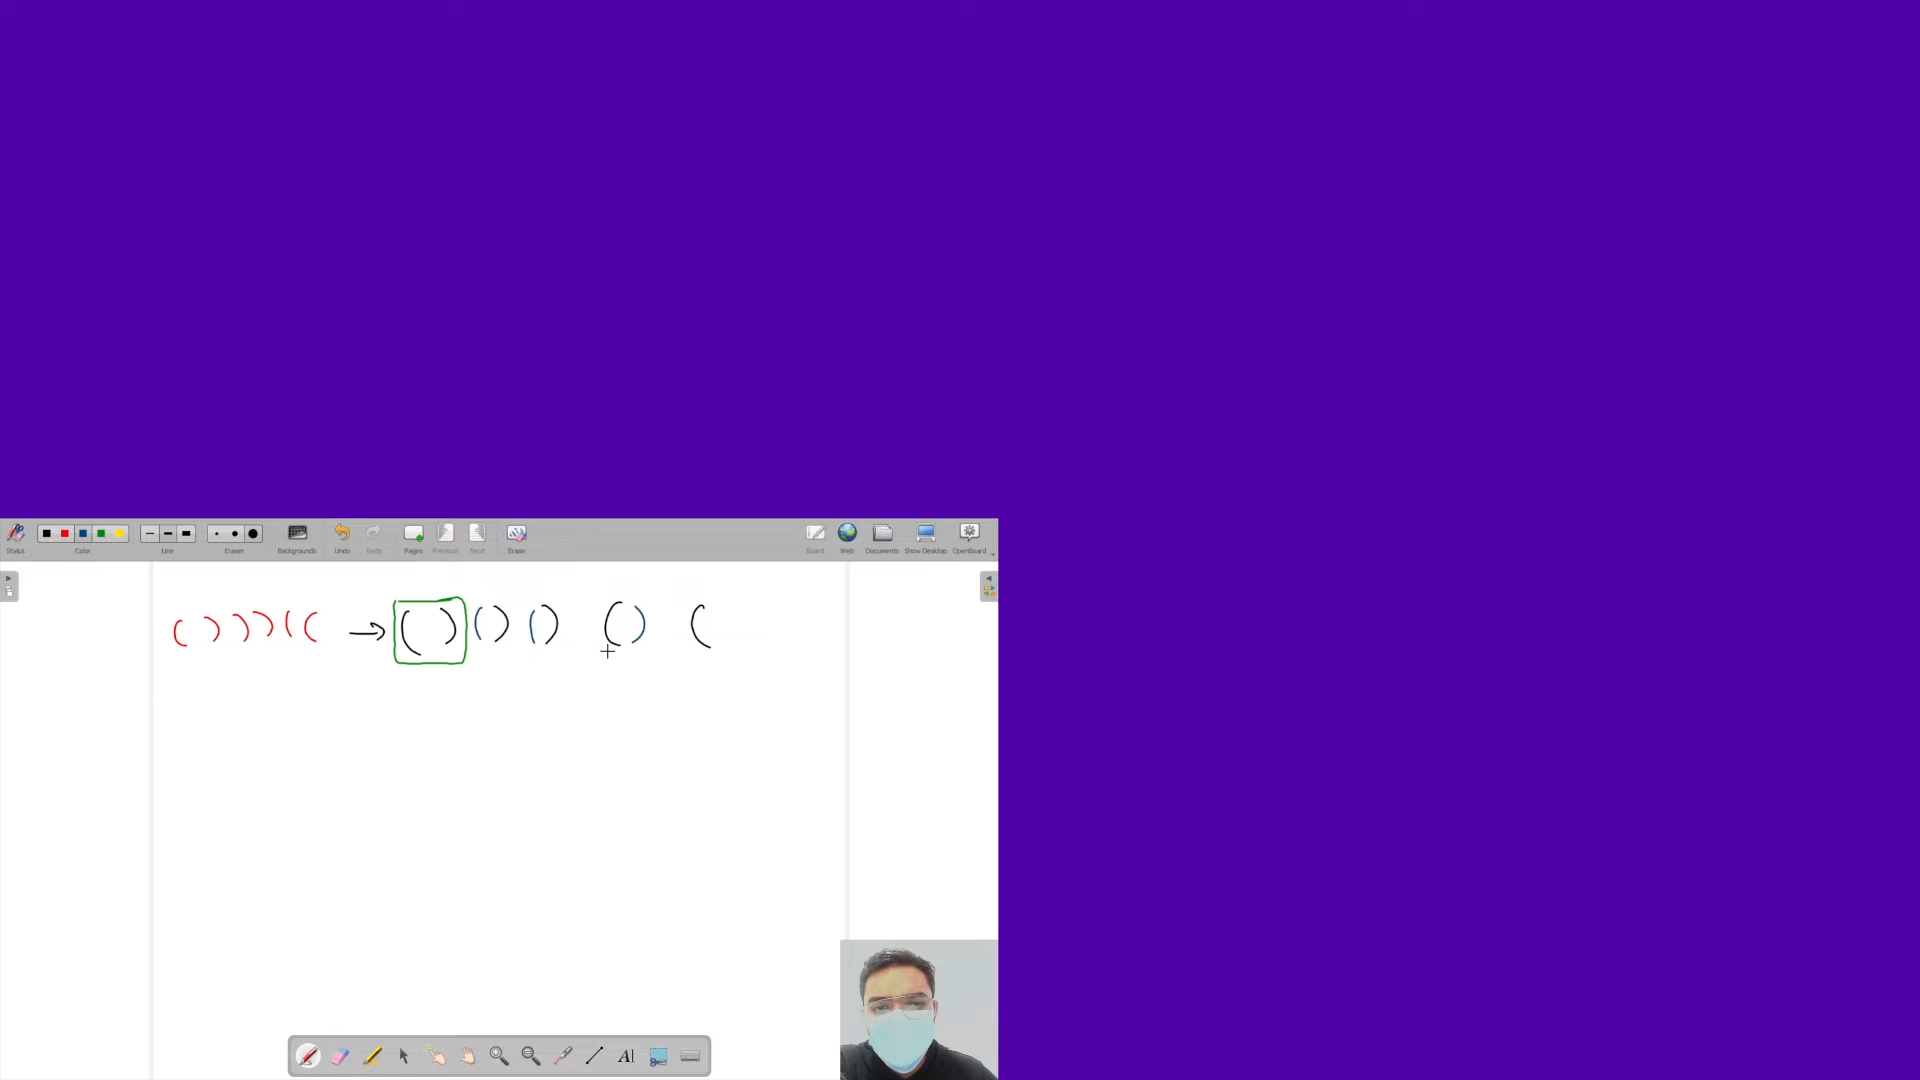 Stylus Color Line Eraser Backgrounds Undo Redo Pages Previous Next Erase Board Web Documents Show Desktop OpenBoard
( ) ) ) ( ( → ( ) ( ) ( ) ( ) (
A|